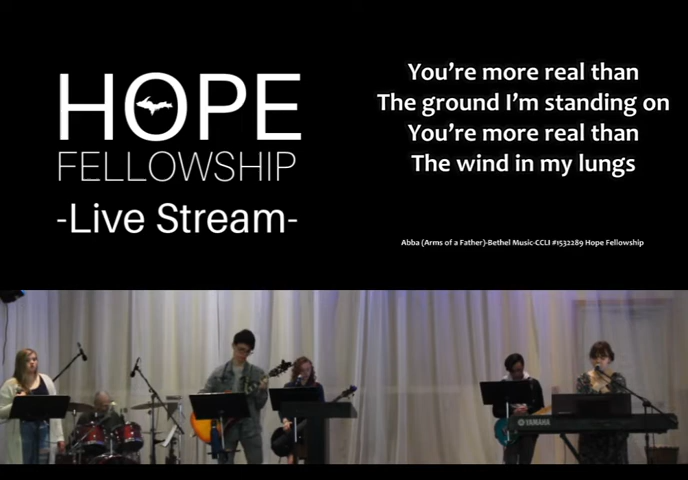 HOPE
FELLOWSHIP
-Live Stream-
You're more real than
The ground I'm standing on
You're more real than
The wind in my lungs
Abba (Arms of a Father)-Bethel Music-CCLI #1532289 Hope Fellowship
YAMAHA